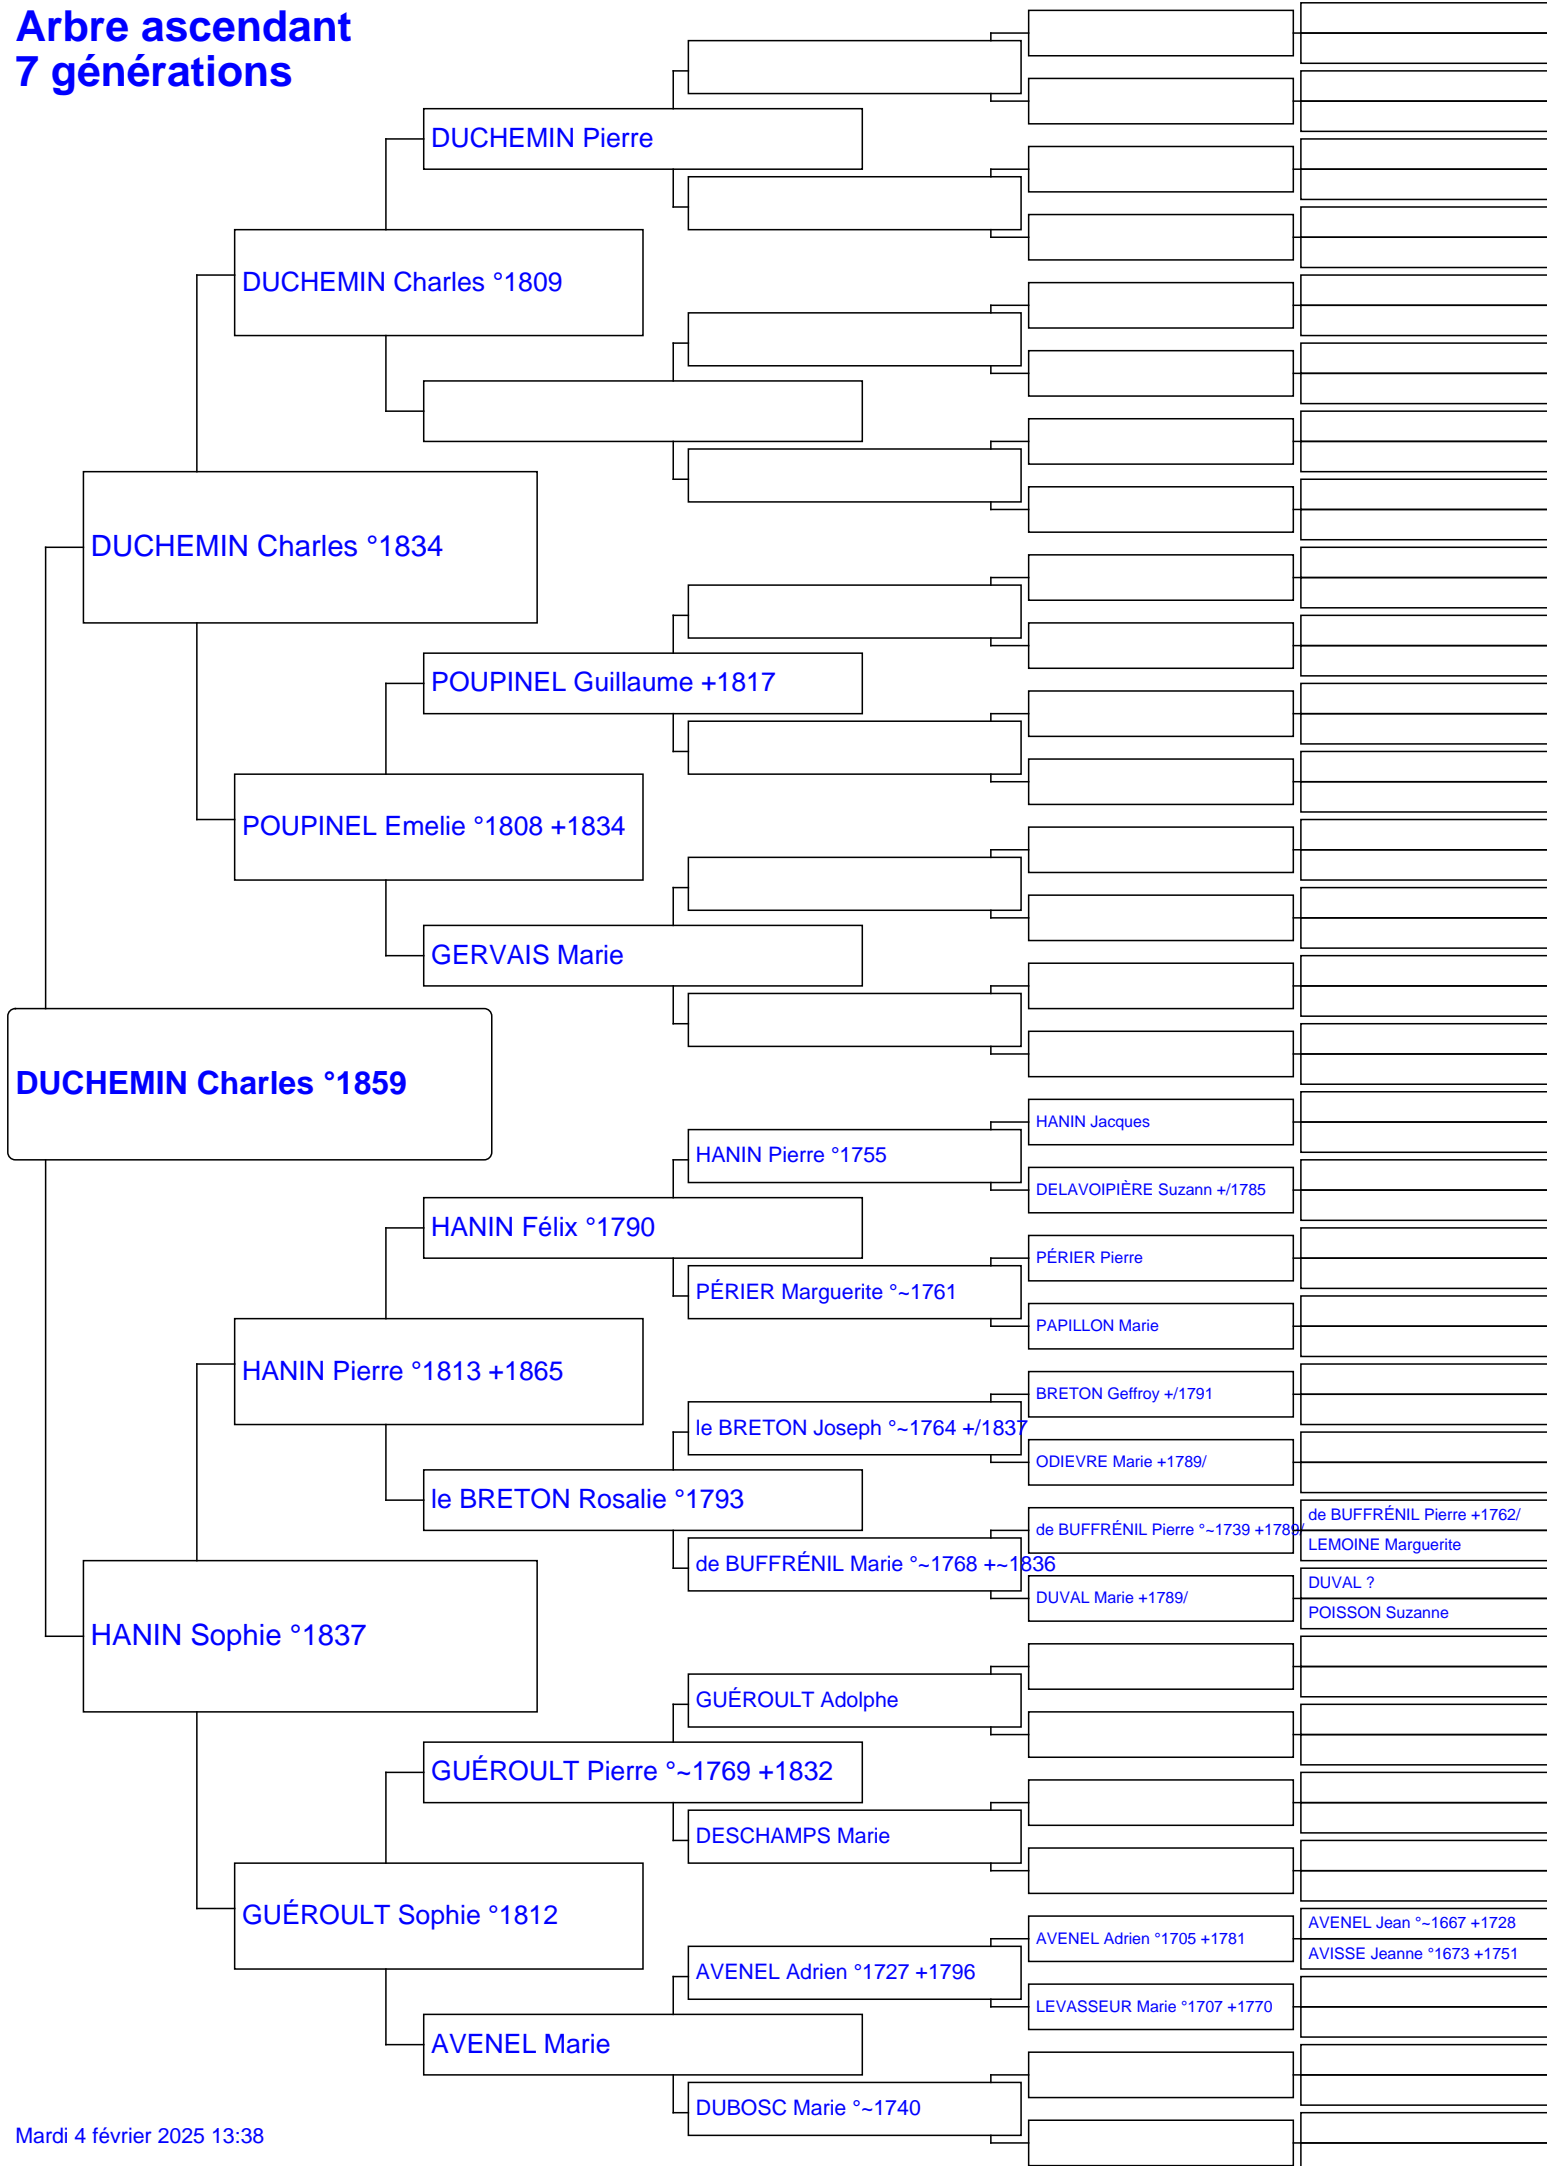 Arbre ascendant
7 générations
DUCHEMIN Pierre
DUCHEMIN Charles °1809
DUCHEMIN Charles °1834
POUPINEL Guillaume +1817
POUPINEL Emelie °1808 +1834
GERVAIS Marie
DUCHEMIN Charles °1859
HANIN Jacques
HANIN Pierre °1755
DELAVOIPIÈRE Suzann +/1785
HANIN Félix °1790
PÉRIER Pierre
PÉRIER Marguerite °~1761
PAPILLON Marie
HANIN Pierre °1813 +1865
BRETON Geffroy +/1791
le BRETON Joseph °~1764 +/1837
ODIEVRE Marie +1789/
le BRETON Rosalie °1793
de BUFFRÉNIL Pierre +1762/
de BUFFRÉNIL Pierre °~1739 +1789/
LEMOINE Marguerite
de BUFFRÉNIL Marie °~1768 +~1836
DUVAL ?
DUVAL Marie +1789/
POISSON Suzanne
HANIN Sophie °1837
GUÉROULT Adolphe
GUÉROULT Pierre °~1769 +1832
DESCHAMPS Marie
GUÉROULT Sophie °1812
AVENEL Jean °~1667 +1728
AVENEL Adrien °1705 +1781
AVISSE Jeanne °1673 +1751
AVENEL Adrien °1727 +1796
LEVASSEUR Marie °1707 +1770
AVENEL Marie
DUBOSC Marie °~1740
Mardi 4 février 2025 13:38